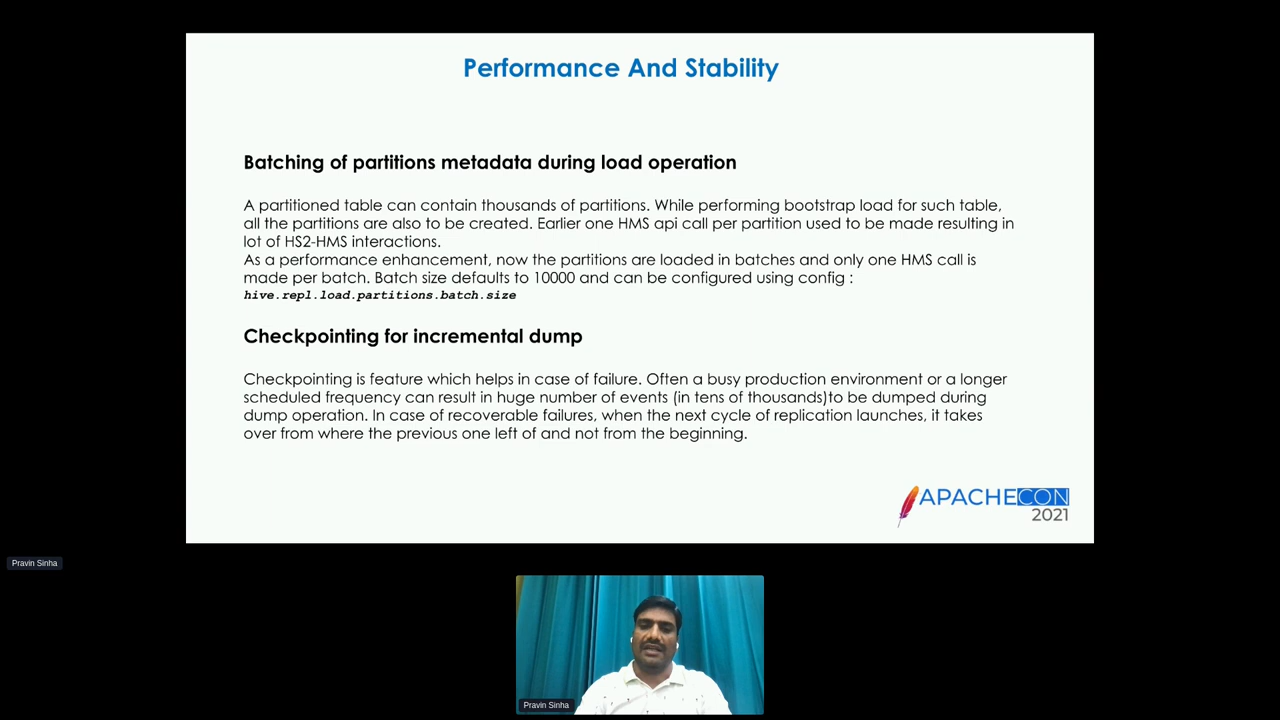 Performance And Stability
Batching of partitions metadata during load operation
A partitioned table can contain thousands of partitions. While performing bootstrap load for such table,
all the partitions are also to be created. Earlier one HMS api call per partition used to be made resulting in
lot of HS2-HMS interactions.
As a performance enhancement, now the partitions are loaded in batches and only one HMS call is
made per batch. Batch size defaults to 10000 and can be configured using config :
hive.repl.load.partitions.batch.size
Checkpointing for incremental dump
Checkpointing is feature which helps in case of failure. Often a busy production environment or a longer
scheduled frequency can result in huge number of events (in tens of thousands)to be dumped during
dump operation. In case of recoverable failures, when the next cycle of replication launches, it takes
over from where the previous one left of and not from the beginning.
APACHECON
2021
Pravin Sinha
Pravin Sinha